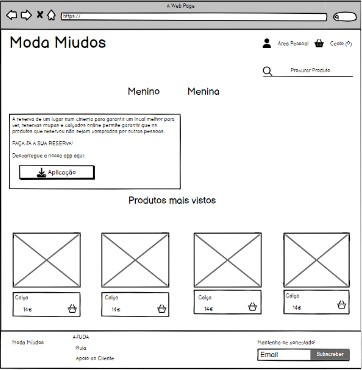 A Web Page
https://
Moda Miudos
Área Pessoal
Cesto (0)
Procurar Produto
Menino
Menina
A reserva de um lugar num cinema para garantir um local melhor para
ver, reservar roupas e calçados online permite garantir que os
produtos que reservou não sejam comprados por outras pessoas.
FAÇA JÁ A SUA RESERVA!
Descarregue a nossa app aqui:
Aplicação
Produtos mais vistos
Calça
14€
Calça
14€
Calça
14€
Calça
14€
Moda Miudos
AJUDA
Apoio ao Cliente
Mantenha-se conectado!
Email
Subscrever